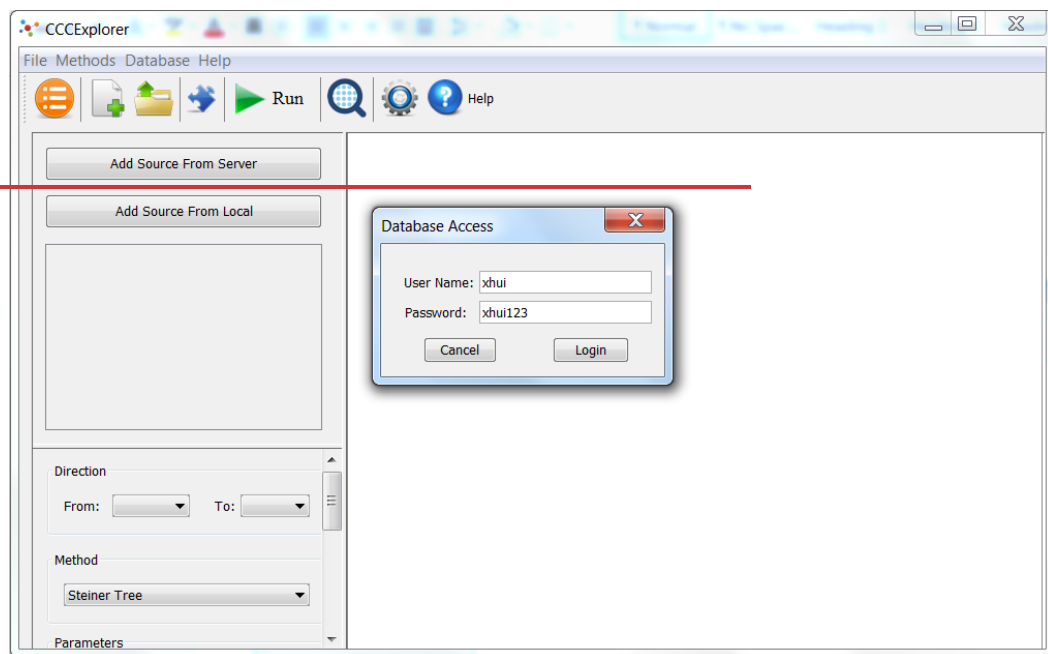 CCCExplorer
File Methods Database Help
Run Help
Add Source From Server
Add Source From Local
Database Access
User Name: xhui
Password: xhui123
Cancel Login
Direction
From: To:
Method
Steiner Tree
Parameters